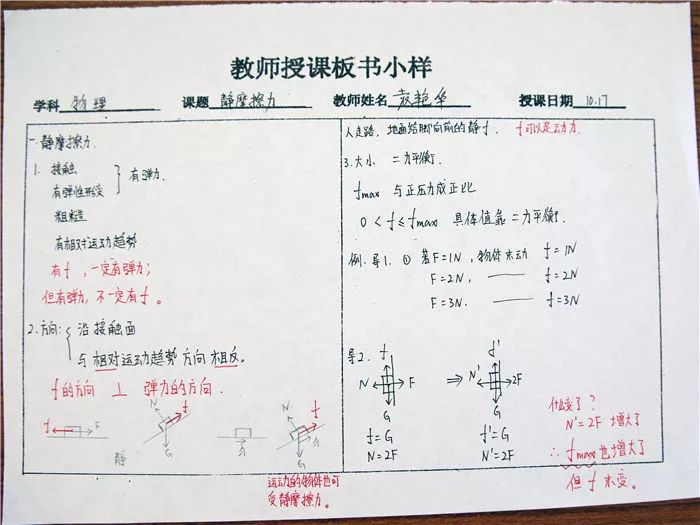 教师授课板书小样
学科 物理 课题 静摩擦力 教师姓名 袁艳华 授课日期 10.17
一.静摩擦力.
1. 接触
有弹性形变 } 有弹力.
粗糙
有相对运动趋势
有f，一定有弹力；
但有弹力，不一定有f。
2.方向: { 沿接触面
与相对运动趋势方向相反。
f的方向 ⊥ 弹力的方向.
f F N f G N f G
静
运动的物体也可
受静摩擦力。
人走路，地面给脚向前的静f. f可以是动力.
3.大小 二力平衡.
fmax 与正压力成正比
0 < f ≤ fmax 具体值靠二力平衡!
例.导1. ① 若F=1N，物体未动 f=1N
F=2N, —— f=2N
F=3N. —— f=3N
导2.
f N F G ⇒ f' N' 2F G
f=G f'=G
N=2F N'=2F
什么变了？
N'=2F 增大了
∴ fmax也增大了
但 f 未变.